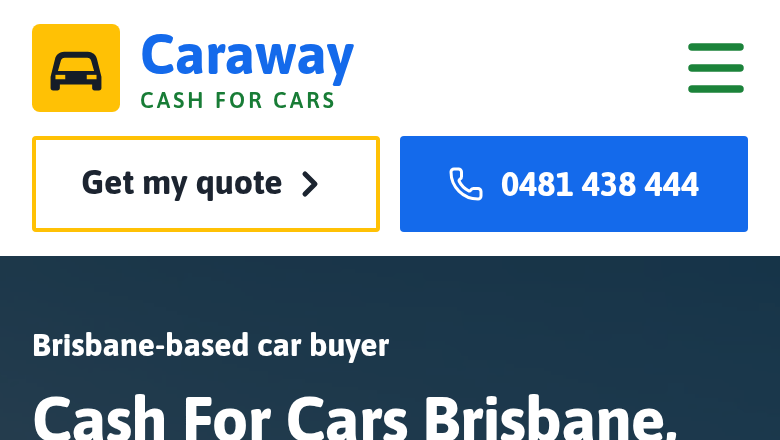 Caraway
CASH FOR CARS
Get my quote
0481 438 444
Brisbane-based car buyer
Cash For Cars Brisbane.